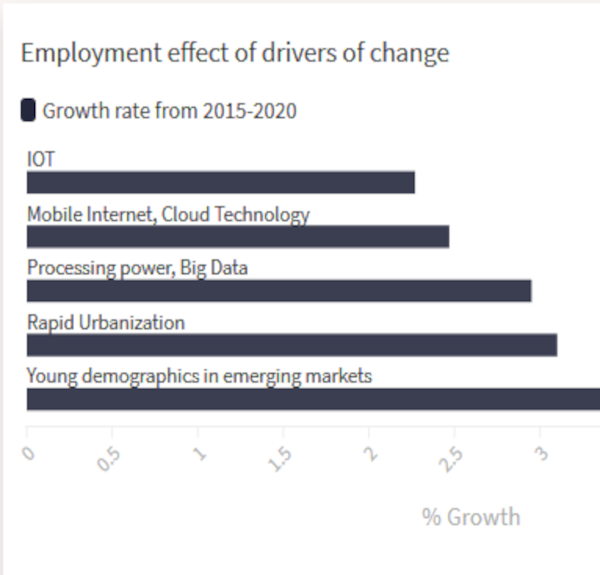 Employment effect of drivers of change
Growth rate from 2015-2020
IOT
Mobile Internet, Cloud Technology
Processing power, Big Data
Rapid Urbanization
Young demographics in emerging markets
0 0.5 1 1.5 2 2.5 3
% Growth